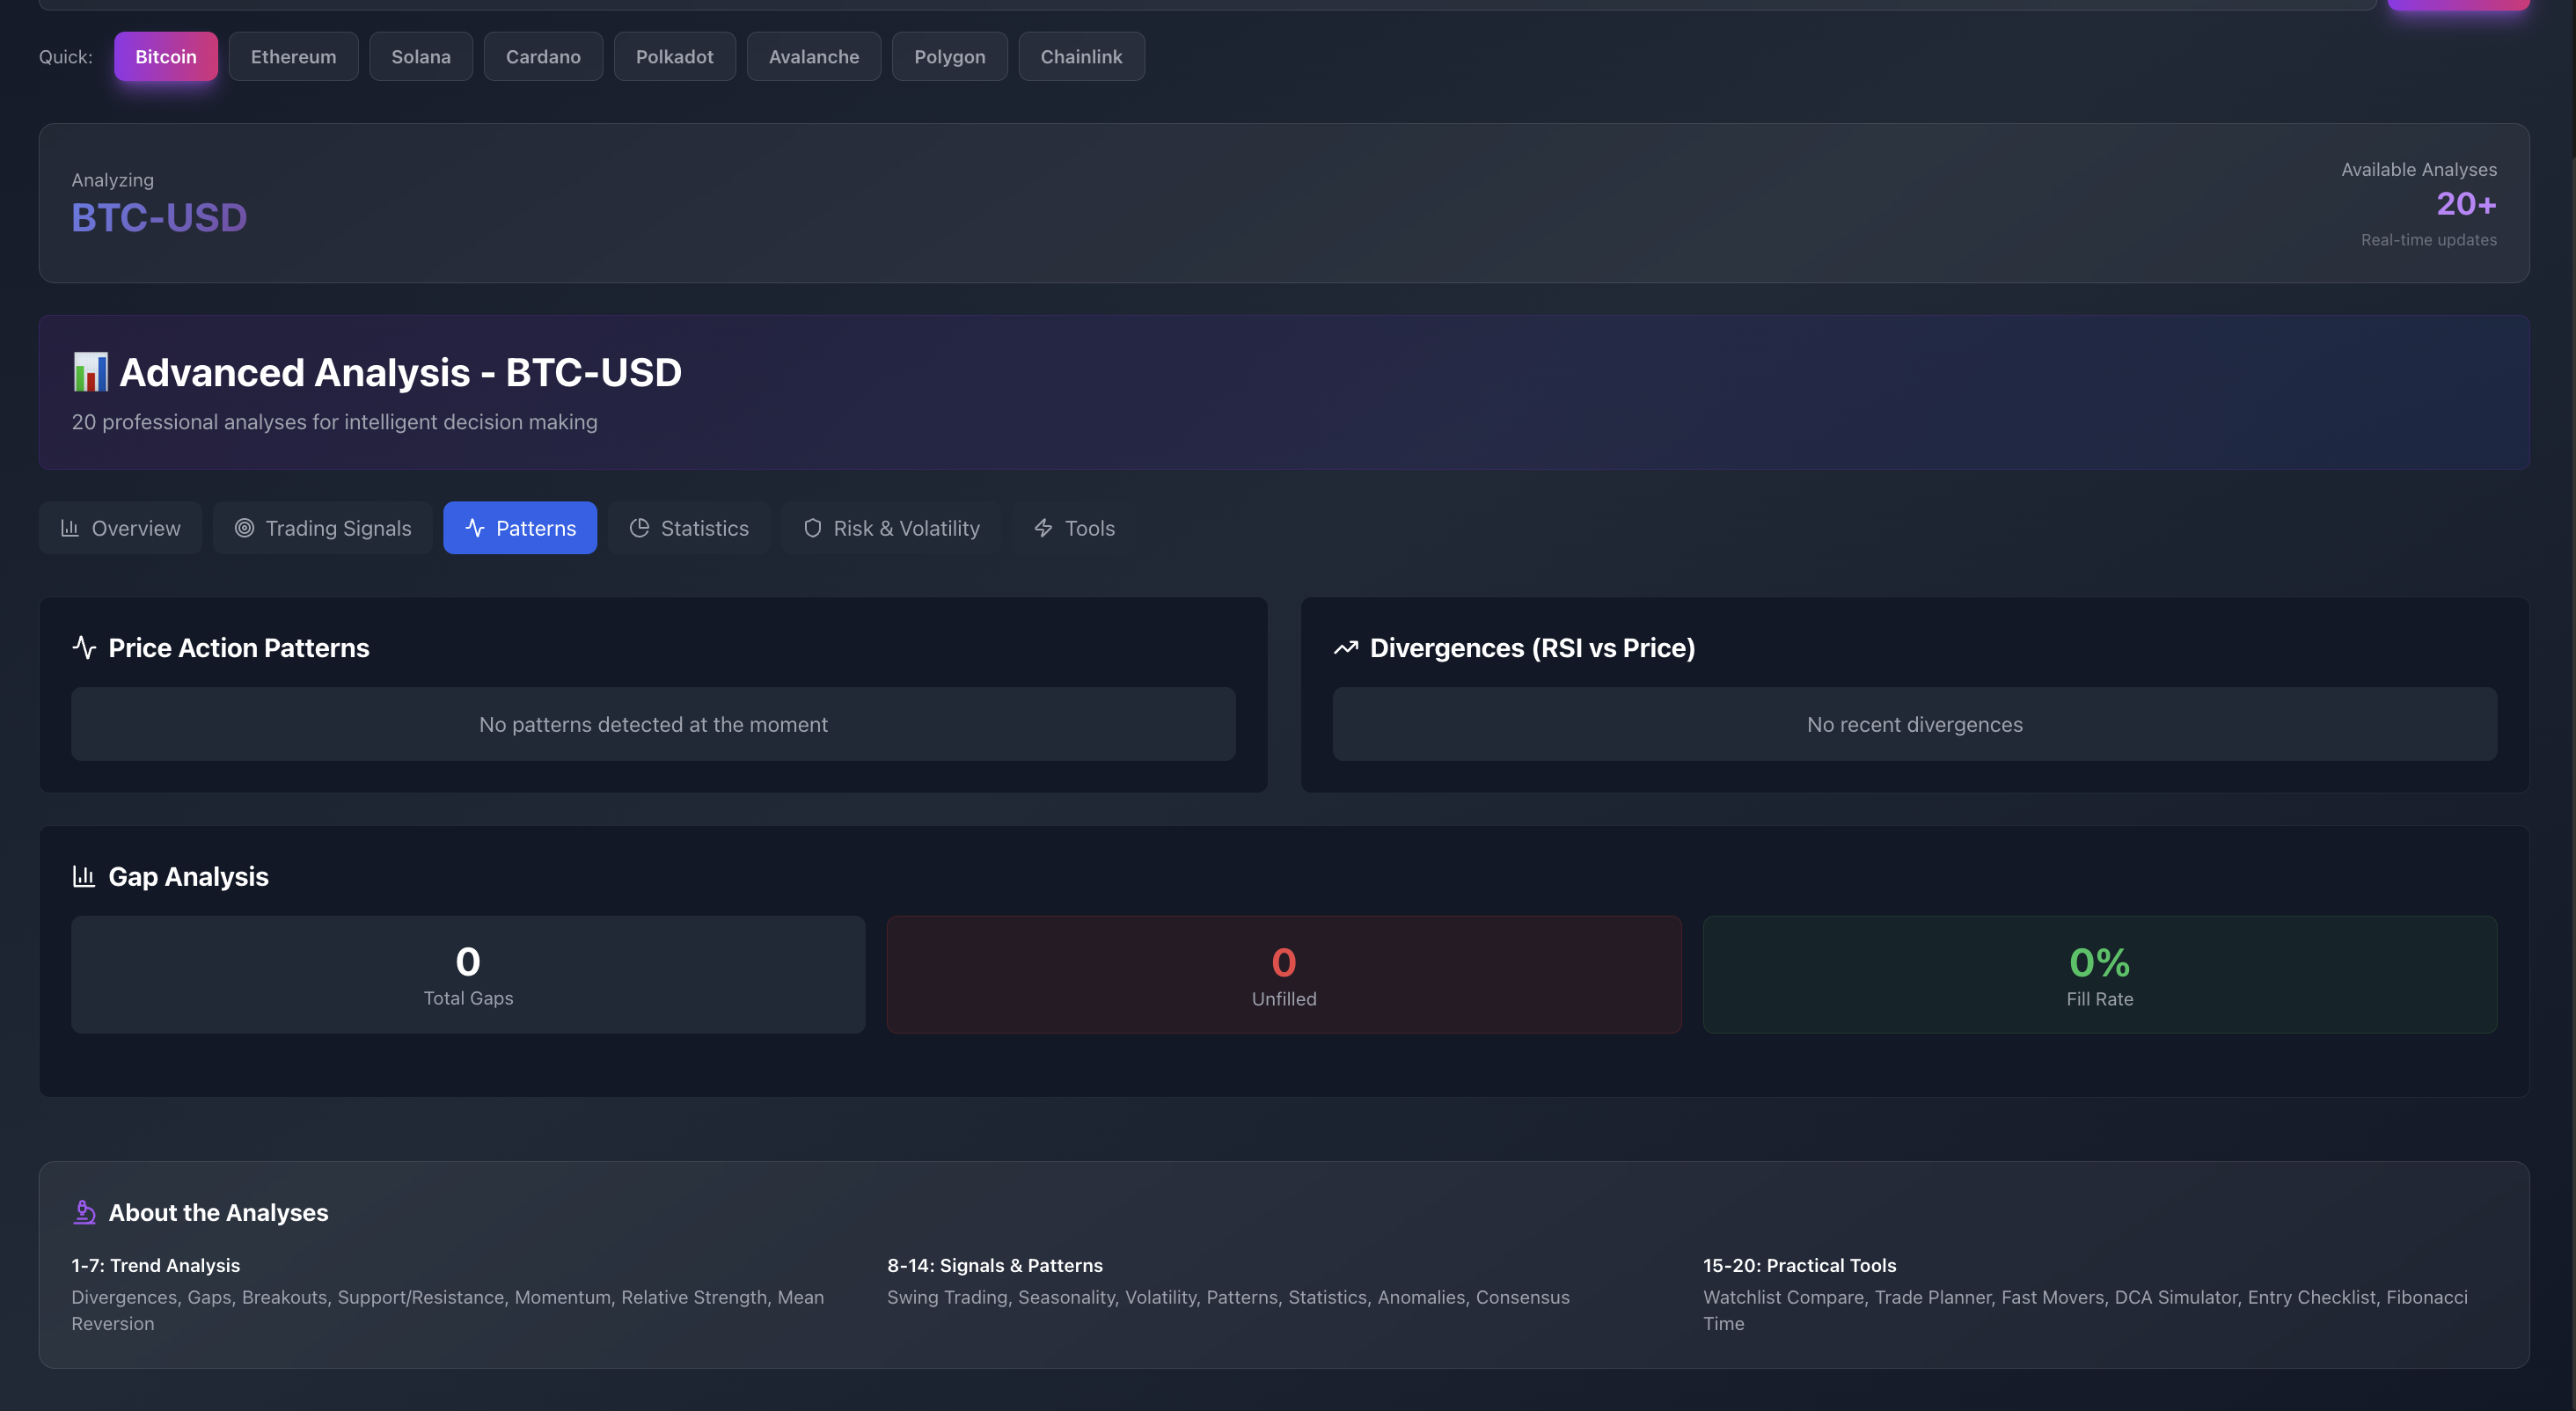 Quick:
Bitcoin
Ethereum
Solana
Cardano
Polkadot
Avalanche
Polygon
Chainlink
Analyzing
BTC-USD
Available Analyses
20+
Real-time updates
Advanced Analysis - BTC-USD
20 professional analyses for intelligent decision making
Overview
Trading Signals
Patterns
Statistics
Risk & Volatility
Tools
Price Action Patterns
No patterns detected at the moment
Divergences (RSI vs Price)
No recent divergences
Gap Analysis
0
Total Gaps
0
Unfilled
0%
Fill Rate
About the Analyses
1-7: Trend Analysis
Divergences, Gaps, Breakouts, Support/Resistance, Momentum, Relative Strength, Mean
Reversion
8-14: Signals & Patterns
Swing Trading, Seasonality, Volatility, Patterns, Statistics, Anomalies, Consensus
15-20: Practical Tools
Watchlist Compare, Trade Planner, Fast Movers, DCA Simulator, Entry Checklist, Fibonacci
Time